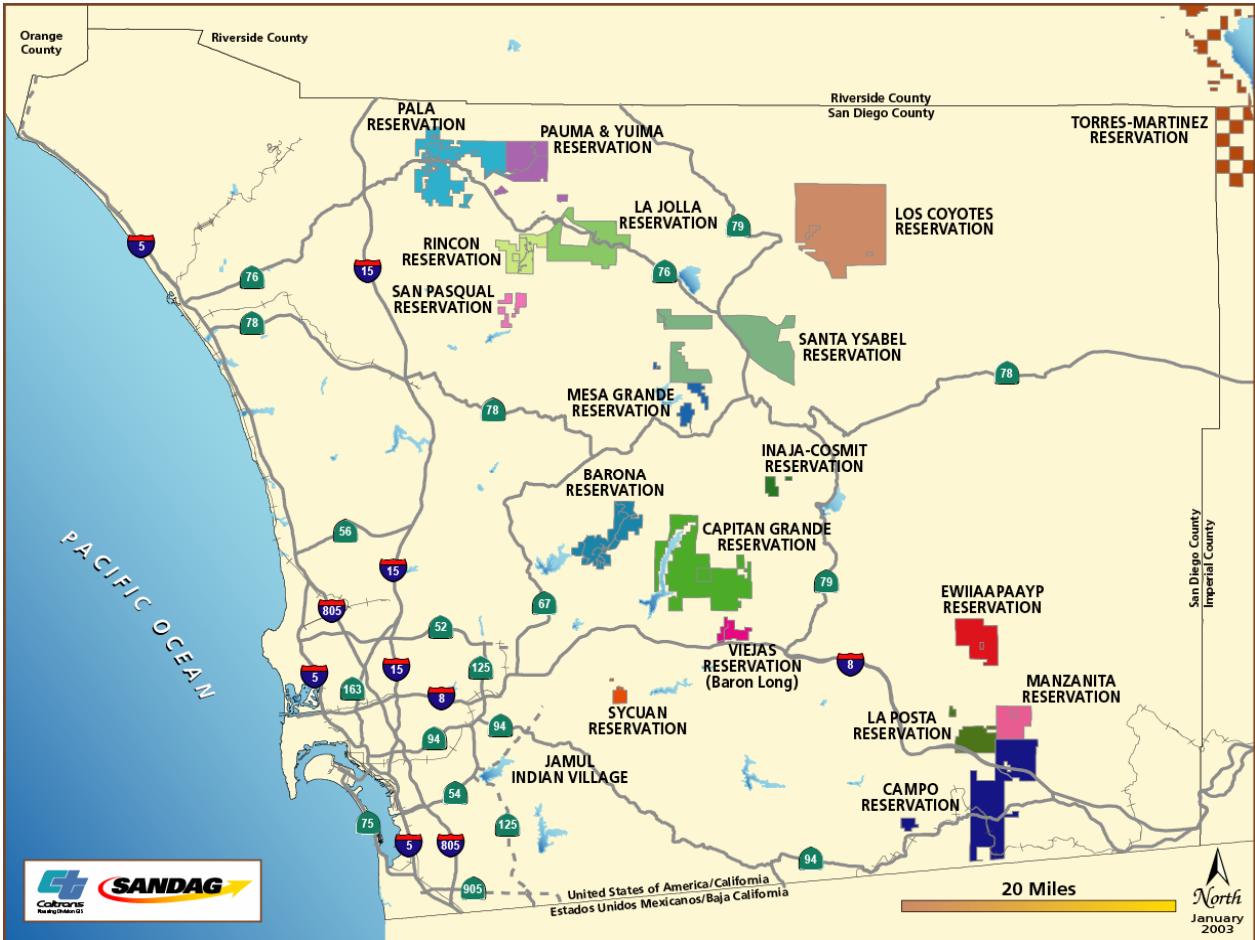 Orange
County
Riverside County
Riverside County
San Diego County
PALA
RESERVATION
PAUMA & YUIMA
RESERVATION
TORRES-MARTINEZ
RESERVATION
LA JOLLA
RESERVATION
79
LOS COYOTES
RESERVATION
5
RINCON
RESERVATION
76
15
76
SAN PASQUAL
RESERVATION
78
SANTA YSABEL
RESERVATION
78
MESA GRANDE
RESERVATION
78
INAJA-COSMIT
RESERVATION
BARONA
RESERVATION
56
CAPITAN GRANDE
RESERVATION
PACIFIC OCEAN
15
79
San Diego County
Imperial County
805
67
EWIIAAPAAYP
RESERVATION
52
5
15
125
VIEJAS
RESERVATION
(Baron Long)
8
163
8
MANZANITA
RESERVATION
SYCUAN
RESERVATION
LA POSTA
RESERVATION
94
94
JAMUL
INDIAN VILLAGE
54
CAMPO
RESERVATION
75
125
5
805
94
905
United States of America/California
Estados Unidos Mexicanos/Baja California
20 Miles
North
January
2003
Caltrans
SANDAG